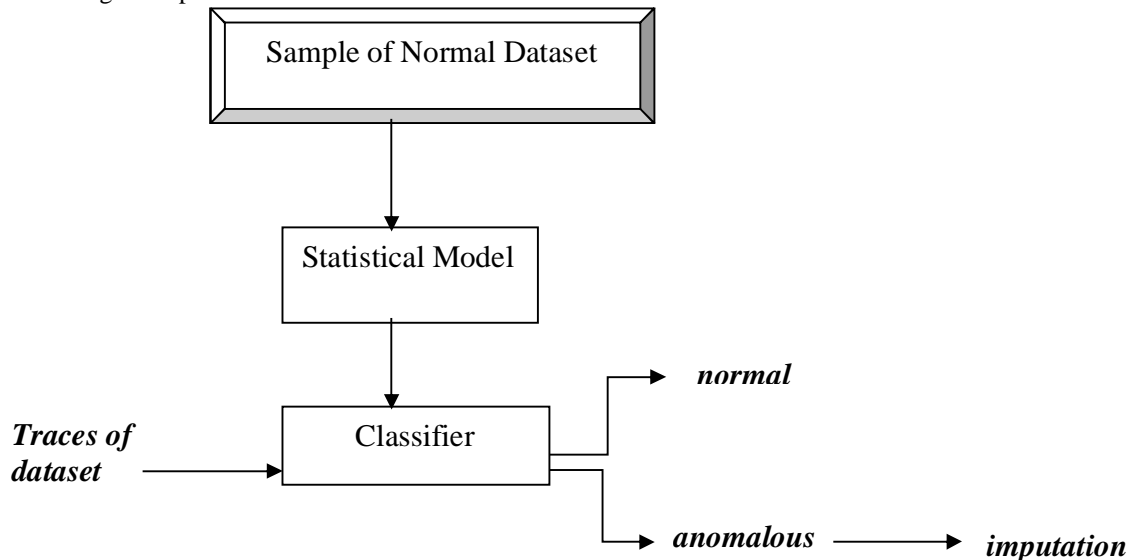 Sample of Normal Dataset
Statistical Model
normal
Classifier
Traces of
dataset
anomalous
imputation